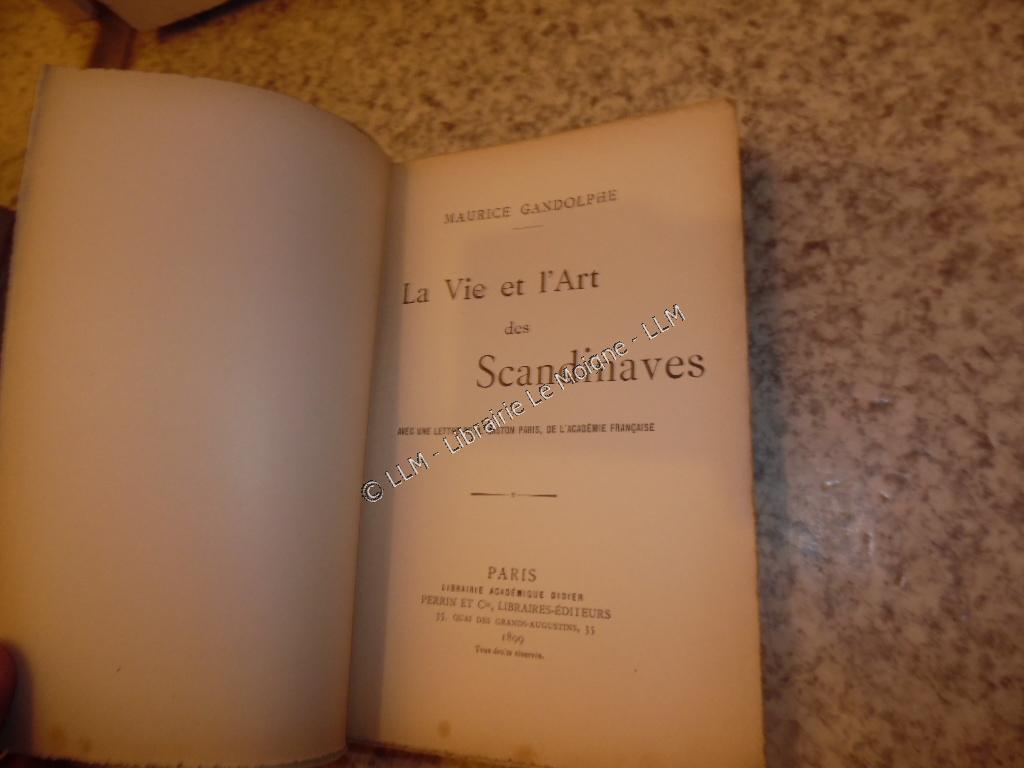 MAURICE GANDOLPHE
La Vie et l'Art
des
Scandinaves
AVEC UNE LETTRE GASTON PARIS, DE L'ACADÉMIE FRANÇAISE
PARIS
LIBRAIRIE ACADÉMIQUE DIDIER
PERRIN ET Cie, LIBRAIRES-ÉDITEURS
35, QUAI DES GRANDS-AUGUSTINS, 35
1899
Tous droits réservés.
© LLM - Librairie Le Moigne - LLM